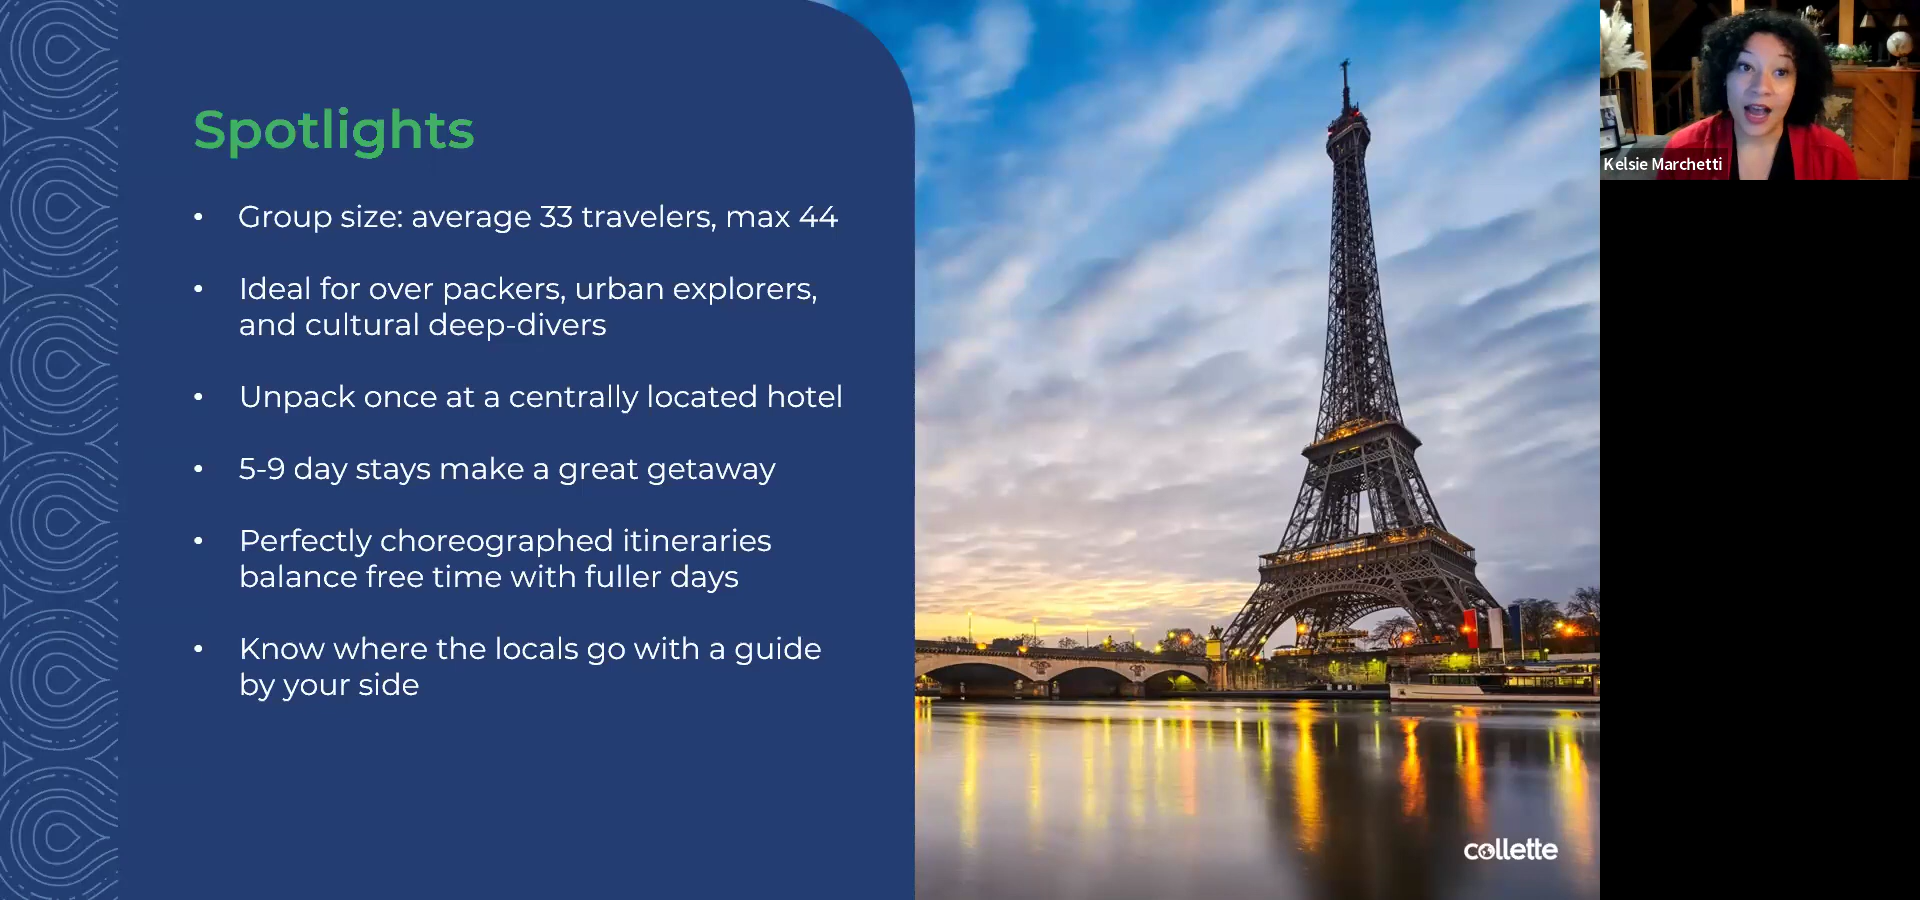 Spotlights
• Group size: average 33 travelers, max 44
• Ideal for over packers, urban explorers,
and cultural deep-divers
• Unpack once at a centrally located hotel
• 5-9 day stays make a great getaway
• Perfectly choreographed itineraries
balance free time with fuller days
• Know where the locals go with a guide
by your side
collette
Kelsie Marchetti